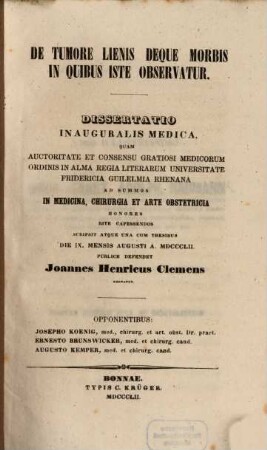 DE TUMORE LIENIS DEQUE MORBIS
IN QUIBUS ISTE OBSERVATUR.
DISSERTATIO
INAUGURALIS MEDICA,
QUAM
AUCTORITATE ET CONSENSU GRATIOSI MEDICORUM
ORDINIS IN ALMA REGIA LITERARUM UNIVERSITATE
FRIDERICIA GUILELMIA RHENANA
AD SUMMOS
IN MEDICINA, CHIRURGIA ET ARTE OBSTETRICIA
HONORES
RITE CAPESSENDOS
SCRIPSIT ATQUE UNA CUM THESIBUS
DIE IX. MENSIS AUGUSTI A. MDCCCLII.
PUBLICE DEFENDET
Joannes Henricus Clemens
OPPONENTIBUS:
JOSEPHO KOENIG, med., chirurg. et art. obst. Dr. pract.
ERNESTO BRUNSWICKER, med. et chirurg. cand.
AUGUSTO KEMPER, med. et chirurg. cand.
BONNAE.
TYPIS C. KRÜGER.
MDCCCLII.